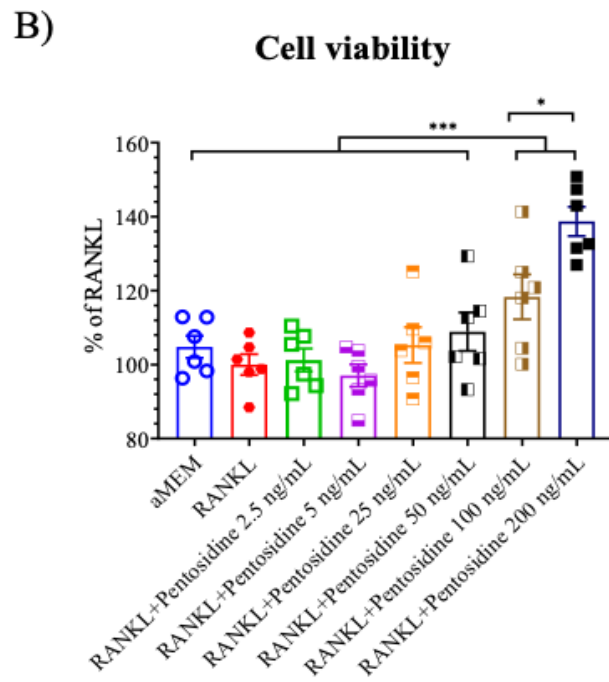 B)
Cell viability
*
***
160
140
120
100
80
% of RANKL
aMEM
RANKL
RANKL+Pentosidine 2.5 ng/mL
RANKL+Pentosidine 5 ng/mL
RANKL+Pentosidine 25 ng/mL
RANKL+Pentosidine 50 ng/mL
RANKL+Pentosidine 100 ng/mL
RANKL+Pentosidine 200 ng/mL